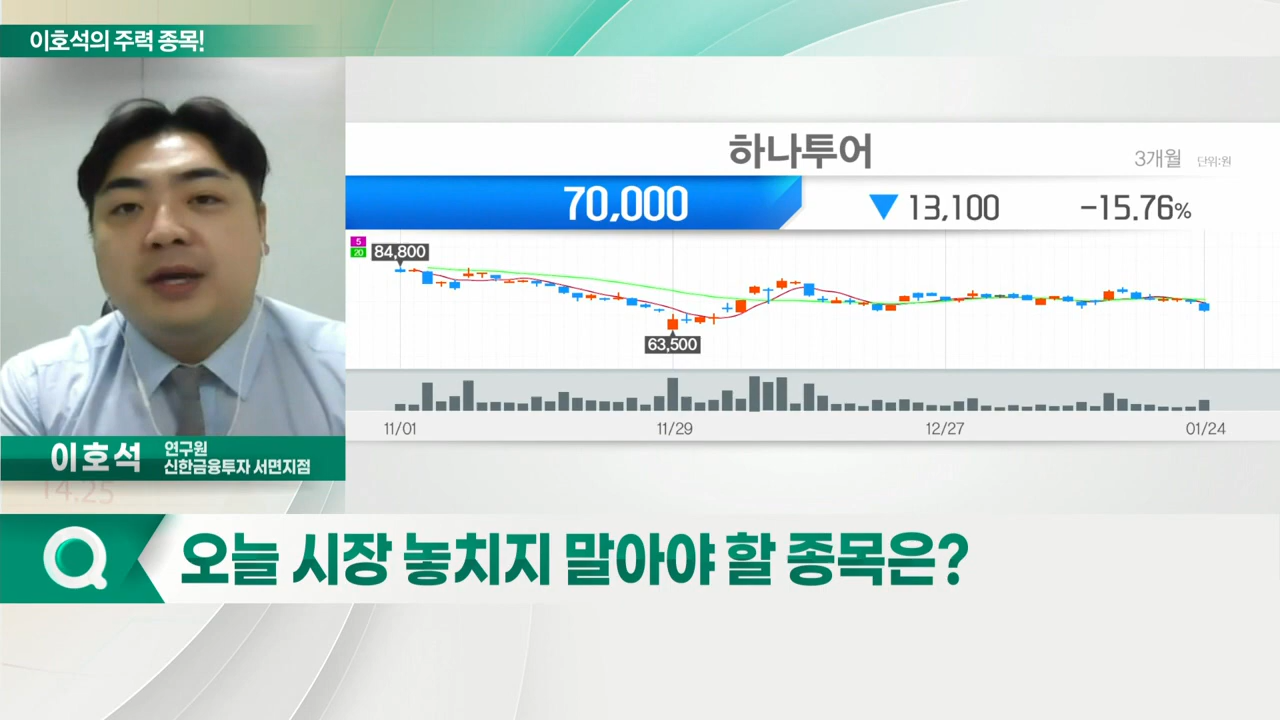 이호석의 주력 종목!
하나투어
3개월 단위:원
70,000 ▼ 13,100 -15.76%
5
20
84,800
63,500
11/01 11/29 12/27 01/24
이호석 연구원
신한금융투자 서면지점
14:25
Q 오늘 시장 놓치지 말아야 할 종목은?